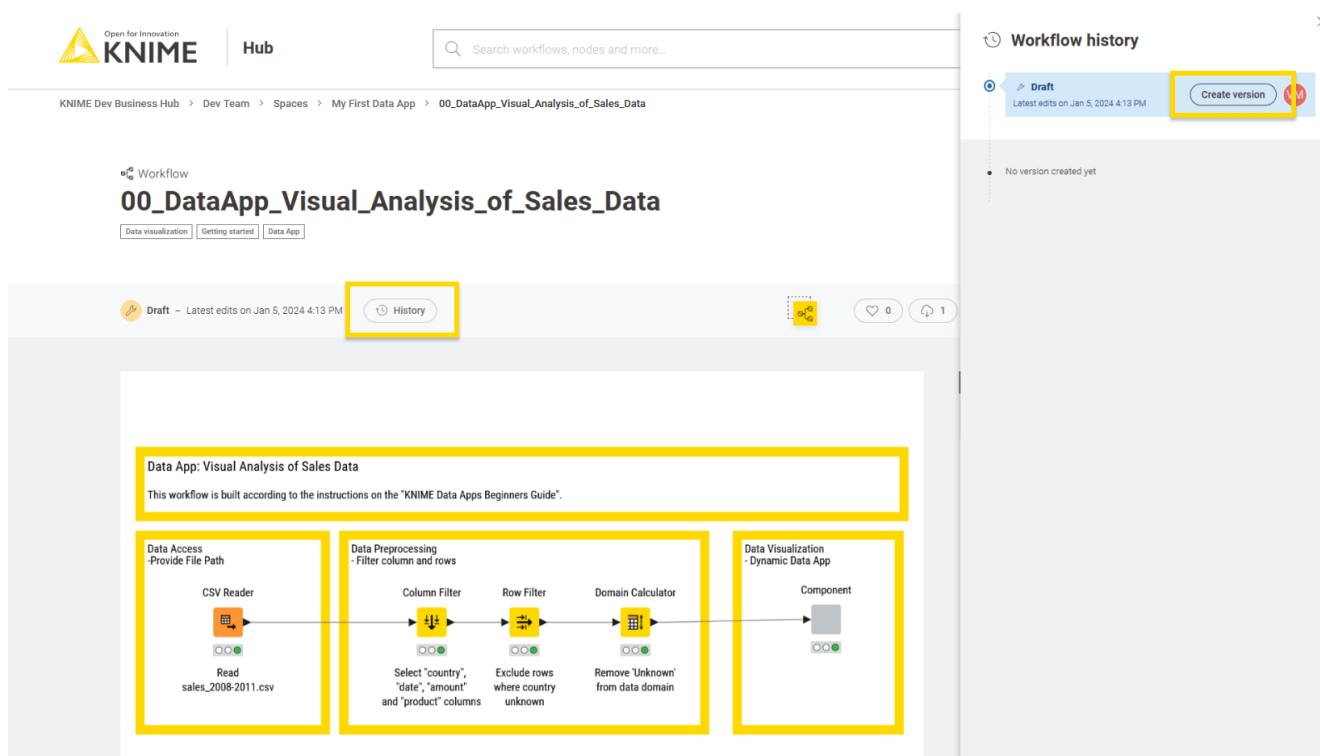 Open for Innovation
KNIME
Hub
Search workflows, nodes and more...
KNIME Dev Business Hub > Dev Team > Spaces > My First Data App > 00_DataApp_Visual_Analysis_of_Sales_Data
Workflow
00_DataApp_Visual_Analysis_of_Sales_Data
Data visualization Getting started Data App
Draft – Latest edits on Jan 5, 2024 4:13 PM History 0 1
Data App: Visual Analysis of Sales Data
This workflow is built according to the instructions on the "KNIME Data Apps Beginners Guide".
Data Access
-Provide File Path
CSV Reader
Read
sales_2008-2011.csv
Data Preprocessing
- Filter column and rows
Column Filter
Select "country",
"date", "amount"
and "product" columns
Row Filter
Exclude rows
where country
unknown
Domain Calculator
Remove 'Unknown'
from data domain
Data Visualization
- Dynamic Data App
Component
Workflow history
Draft
Latest edits on Jan 5, 2024 4:13 PM
Create version
No version created yet